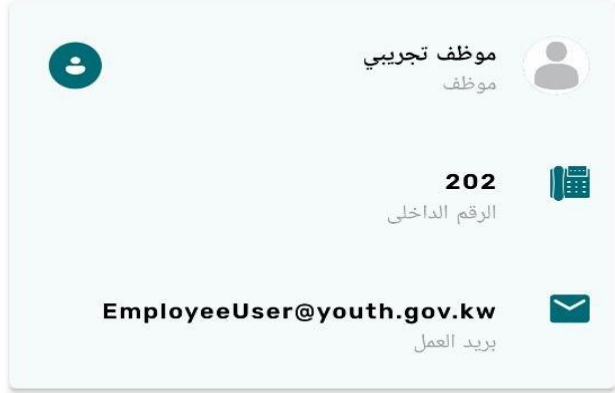 موظف تجريبي
موظف
202
الرقم الداخلى
EmployeeUser@youth.gov.kw
بريد العمل